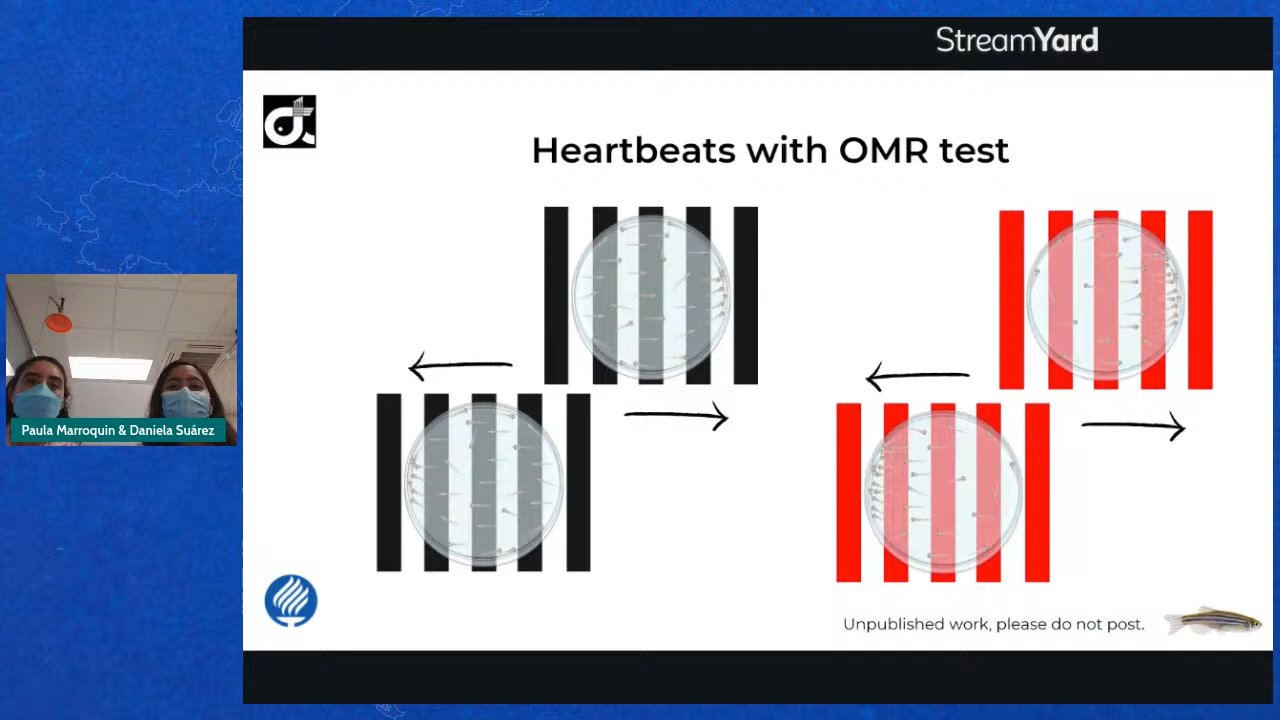 StreamYard
Heartbeats with OMR test
Paula Marroquin & Daniela Suárez
Unpublished work, please do not post.